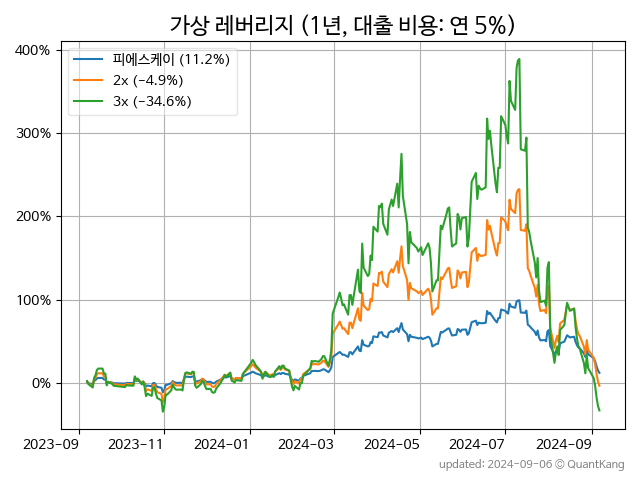 가상 레버리지 (1년, 대출 비용: 연 5%)
피에스케이 (11.2%)
2x (−4.9%)
3x (−34.6%)
400%
300%
200%
100%
0%
2023-09 2023-11 2024-01 2024-03 2024-05 2024-07 2024-09
updated: 2024-09-06 © QuantKang